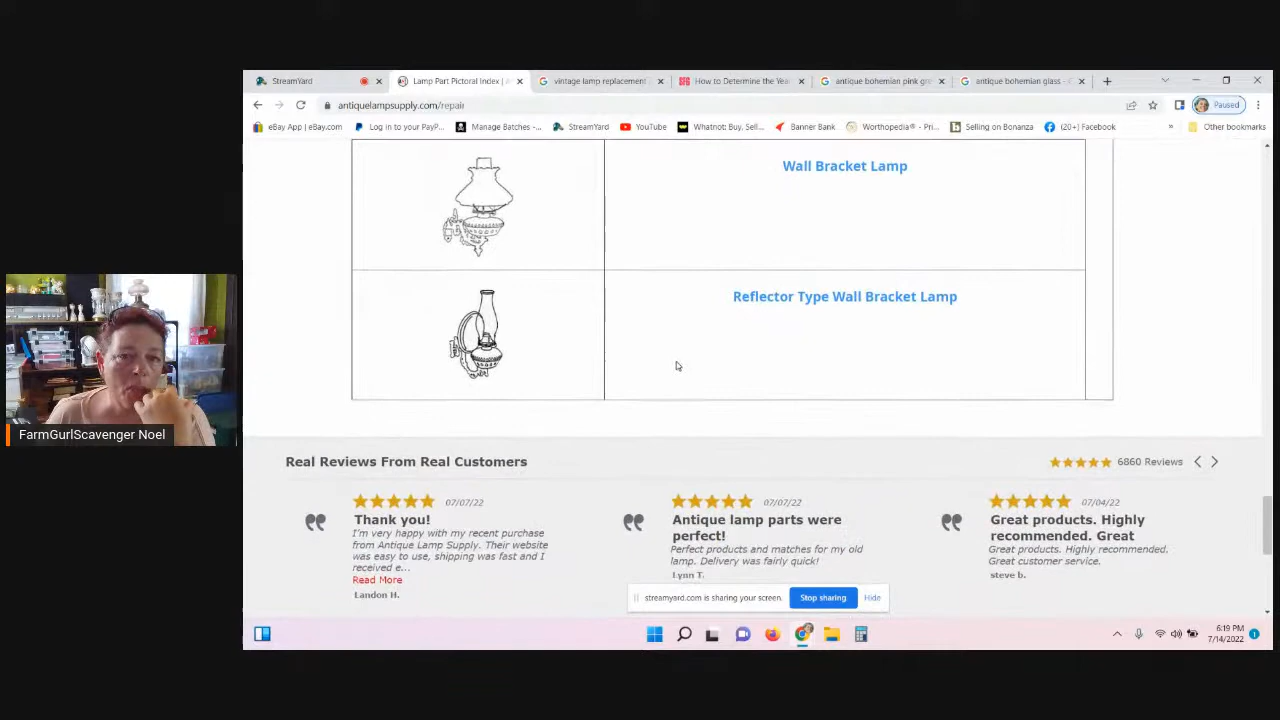 StreamYard
Lamp Part Pictoral Index | A
vintage lamp replacement
How to Determine the Yea
antique bohemian pink gre
antique bohemian glass -
antiquelampsupply.com/repair
Paused
eBay App | eBay.com
Log in to your PayP...
Manage Batches -...
StreamYard
YouTube
Whatnot: Buy, Sell...
Banner Bank
Worthopedia® - Pri...
Selling on Bonanza
(20+) Facebook
»
Other bookmarks
Wall Bracket Lamp
Reflector Type Wall Bracket Lamp
FarmGurlScavenger Noel
Real Reviews From Real Customers
6860 Reviews
07/07/22
Thank you!
I'm very happy with my recent purchase
from Antique Lamp Supply. Their website
was easy to use, shipping was fast and I
received e...
Read More
Landon H.
07/07/22
Antique lamp parts were
perfect!
Perfect products and matches for my old
lamp. Delivery was fairly quick!
Lynn T.
07/04/22
Great products. Highly
recommended. Great
Great products. Highly recommended.
Great customer service.
steve b.
streamyard.com is sharing your screen.
Stop sharing
Hide
6:19 PM
7/14/2022
1